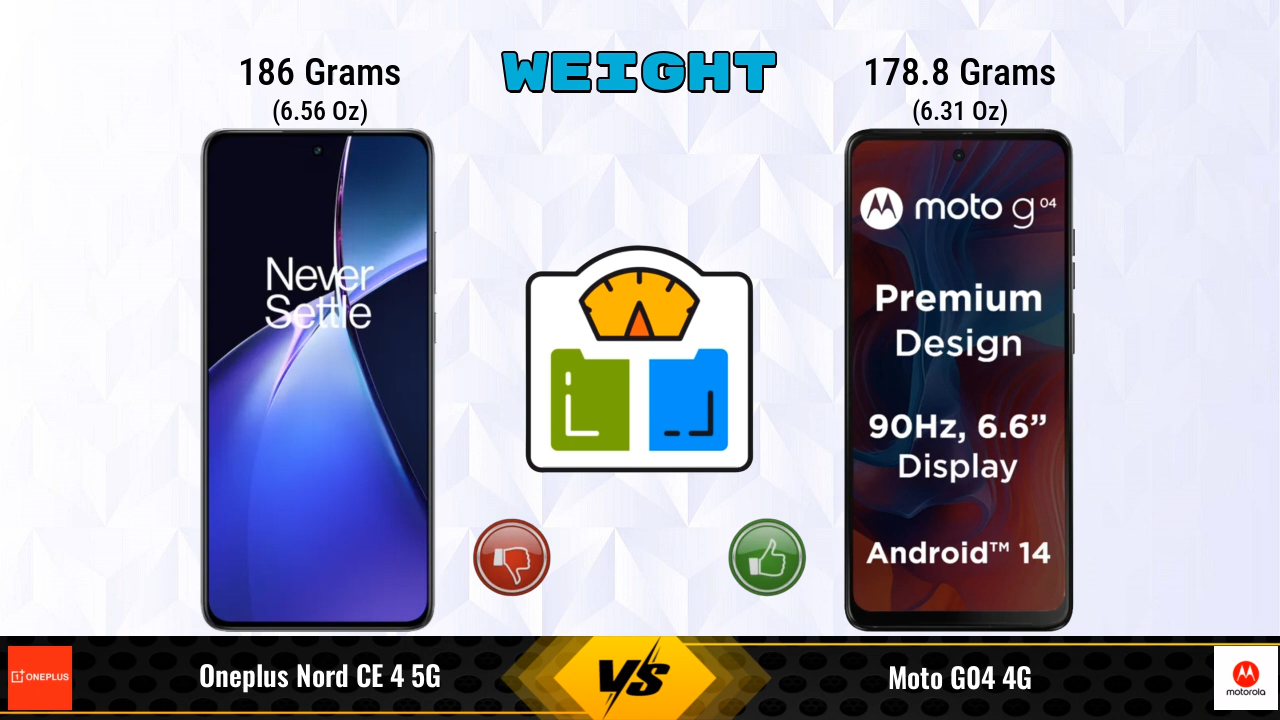 WEIGHT
186 Grams
(6.56 Oz)
178.8 Grams
(6.31 Oz)
Never
Settle
moto g04
Premium
Design
90Hz, 6.6”
Display
Android™ 14
ONEPLUS
Oneplus Nord CE 4 5G
VS
Moto G04 4G
motorola